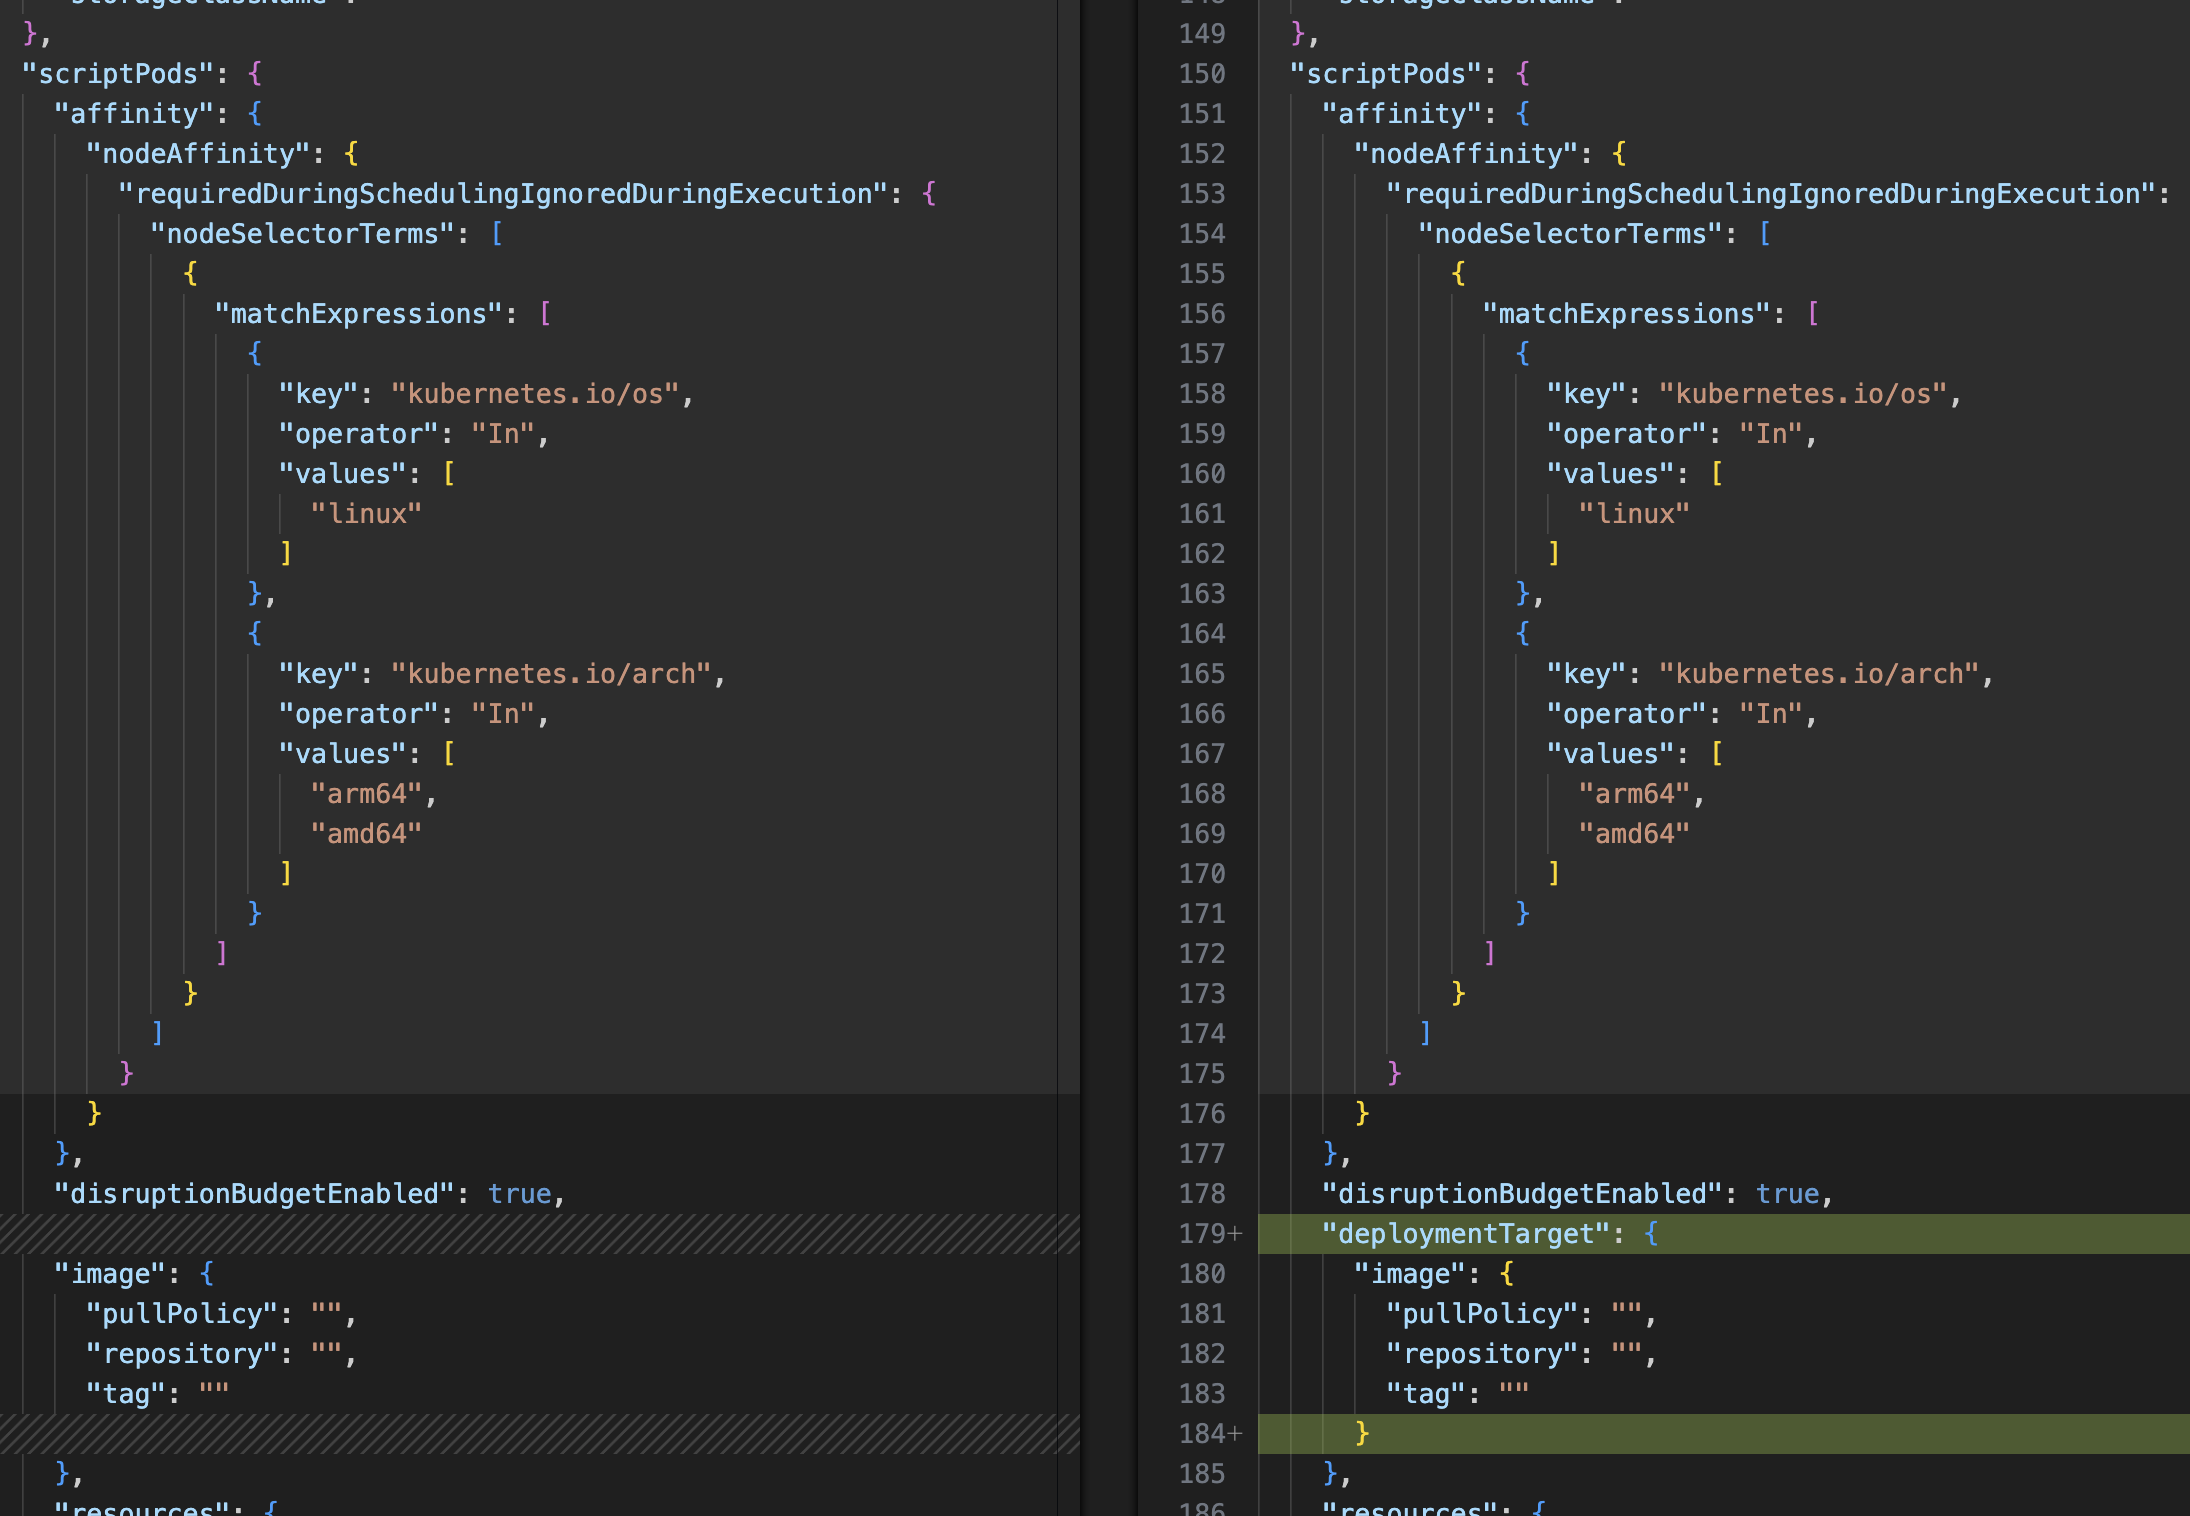 },
"scriptPods": {
"affinity": {
"nodeAffinity": {
"requiredDuringSchedulingIgnoredDuringExecution": {
"nodeSelectorTerms": [
{
"matchExpressions": [
{
"key": "kubernetes.io/os",
"operator": "In",
"values": [
"linux"
]
},
{
"key": "kubernetes.io/arch",
"operator": "In",
"values": [
"arm64",
"amd64"
]
}
]
}
]
}
}
},
"disruptionBudgetEnabled": true,
"image": {
"pullPolicy": "",
"repository": "",
"tag": ""
},
"resources": {
148 "storageClassName":
149 },
150 "scriptPods": {
151 "affinity": {
152 "nodeAffinity": {
153 "requiredDuringSchedulingIgnoredDuringExecution":
154 "nodeSelectorTerms": [
155 {
156 "matchExpressions": [
157 {
158 "key": "kubernetes.io/os",
159 "operator": "In",
160 "values": [
161 "linux"
162 ]
163 },
164 {
165 "key": "kubernetes.io/arch",
166 "operator": "In",
167 "values": [
168 "arm64",
169 "amd64"
170 ]
171 }
172 ]
173 }
174 ]
175 }
176 }
177 },
178 "disruptionBudgetEnabled": true,
179+ "deploymentTarget": {
180 "image": {
181 "pullPolicy": "",
182 "repository": "",
183 "tag": ""
184+ }
185 },
186 "resources": {